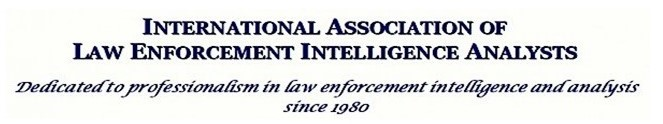 INTERNATIONAL ASSOCIATION OF
LAW ENFORCEMENT INTELLIGENCE ANALYSTS
Dedicated to professionalism in law enforcement intelligence and analysis
since 1980